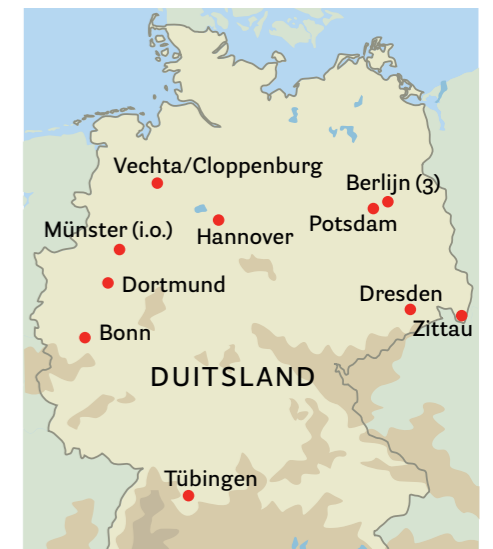 Vechta/Cloppenburg
Berlijn (3)
Potsdam
Münster (i.o.)
Hannover
Dortmund
Dresden
Zittau
Bonn
DUITSLAND
Tübingen